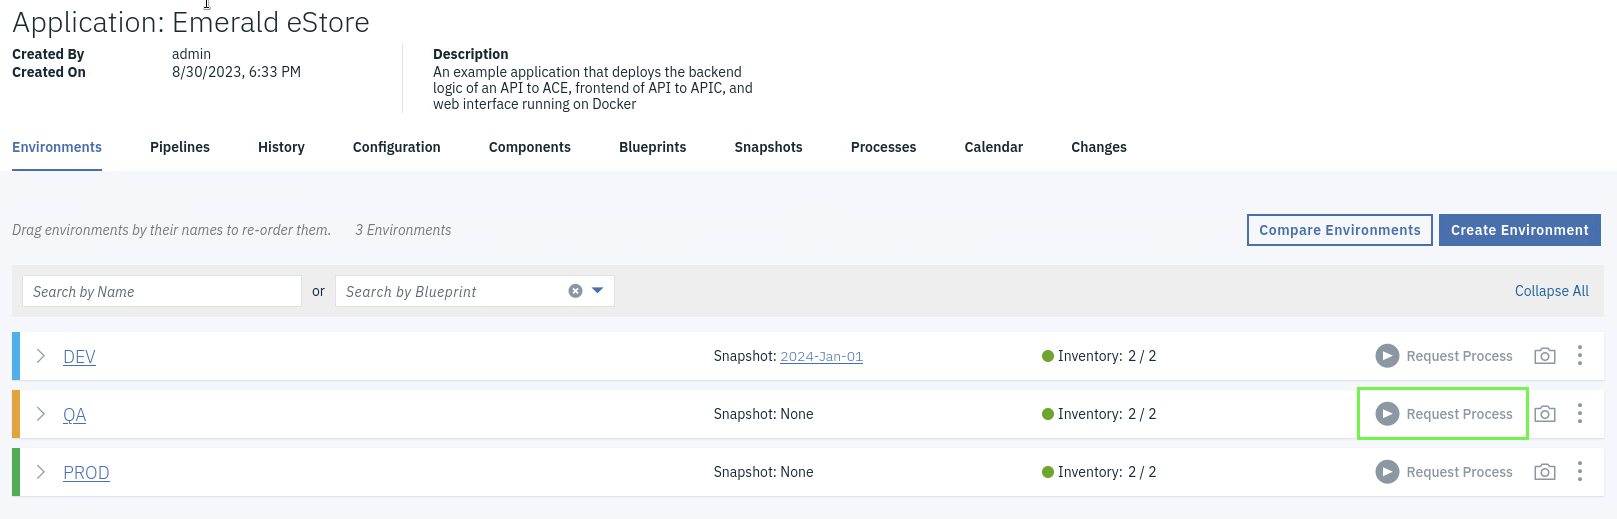 Application: Emerald eStore
Created By admin
Created On 8/30/2023, 6:33 PM
Description
An example application that deploys the backend
logic of an API to ACE, frontend of API to APIC, and
web interface running on Docker
Environments Pipelines History Configuration Components Blueprints Snapshots Processes Calendar Changes
Drag environments by their names to re-order them. 3 Environments Compare Environments Create Environment
Search by Name or Search by Blueprint Collapse All
DEV Snapshot: 2024-Jan-01 Inventory: 2 / 2 Request Process
QA Snapshot: None Inventory: 2 / 2 Request Process
PROD Snapshot: None Inventory: 2 / 2 Request Process